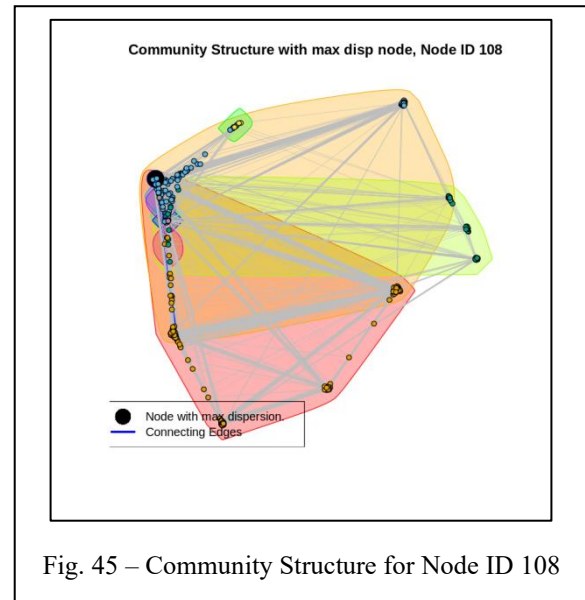 Community Structure with max disp node, Node ID 108
Node with max dispersion.
Connecting Edges
Fig. 45 – Community Structure for Node ID 108